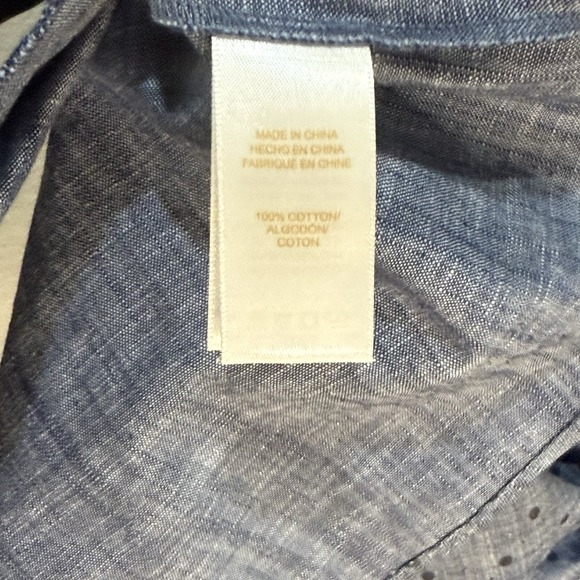 MADE IN CHINA
HECHO EN CHINA
FABRIQUE EN CHINE
100% COTTON/
ALGODÓN/
COTON